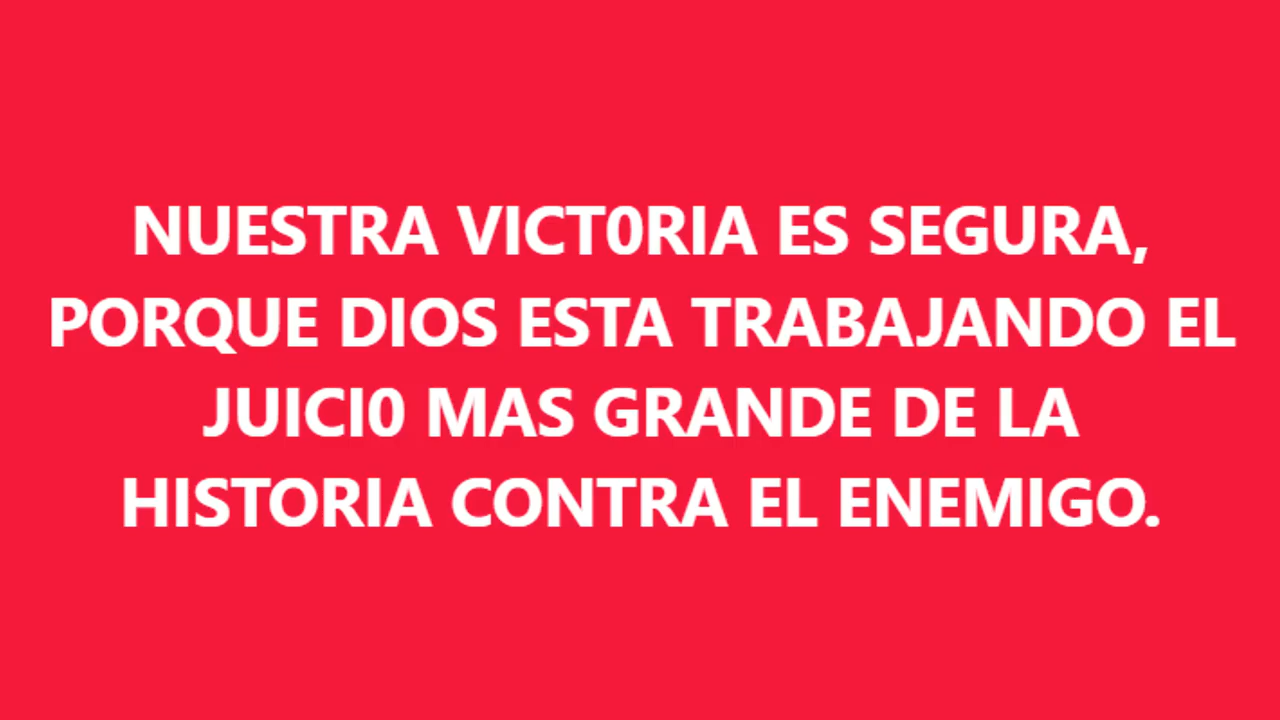 NUESTRA VICT0RIA ES SEGURA,
PORQUE DIOS ESTA TRABAJANDO EL
JUICI0 MAS GRANDE DE LA
HISTORIA CONTRA EL ENEMIGO.